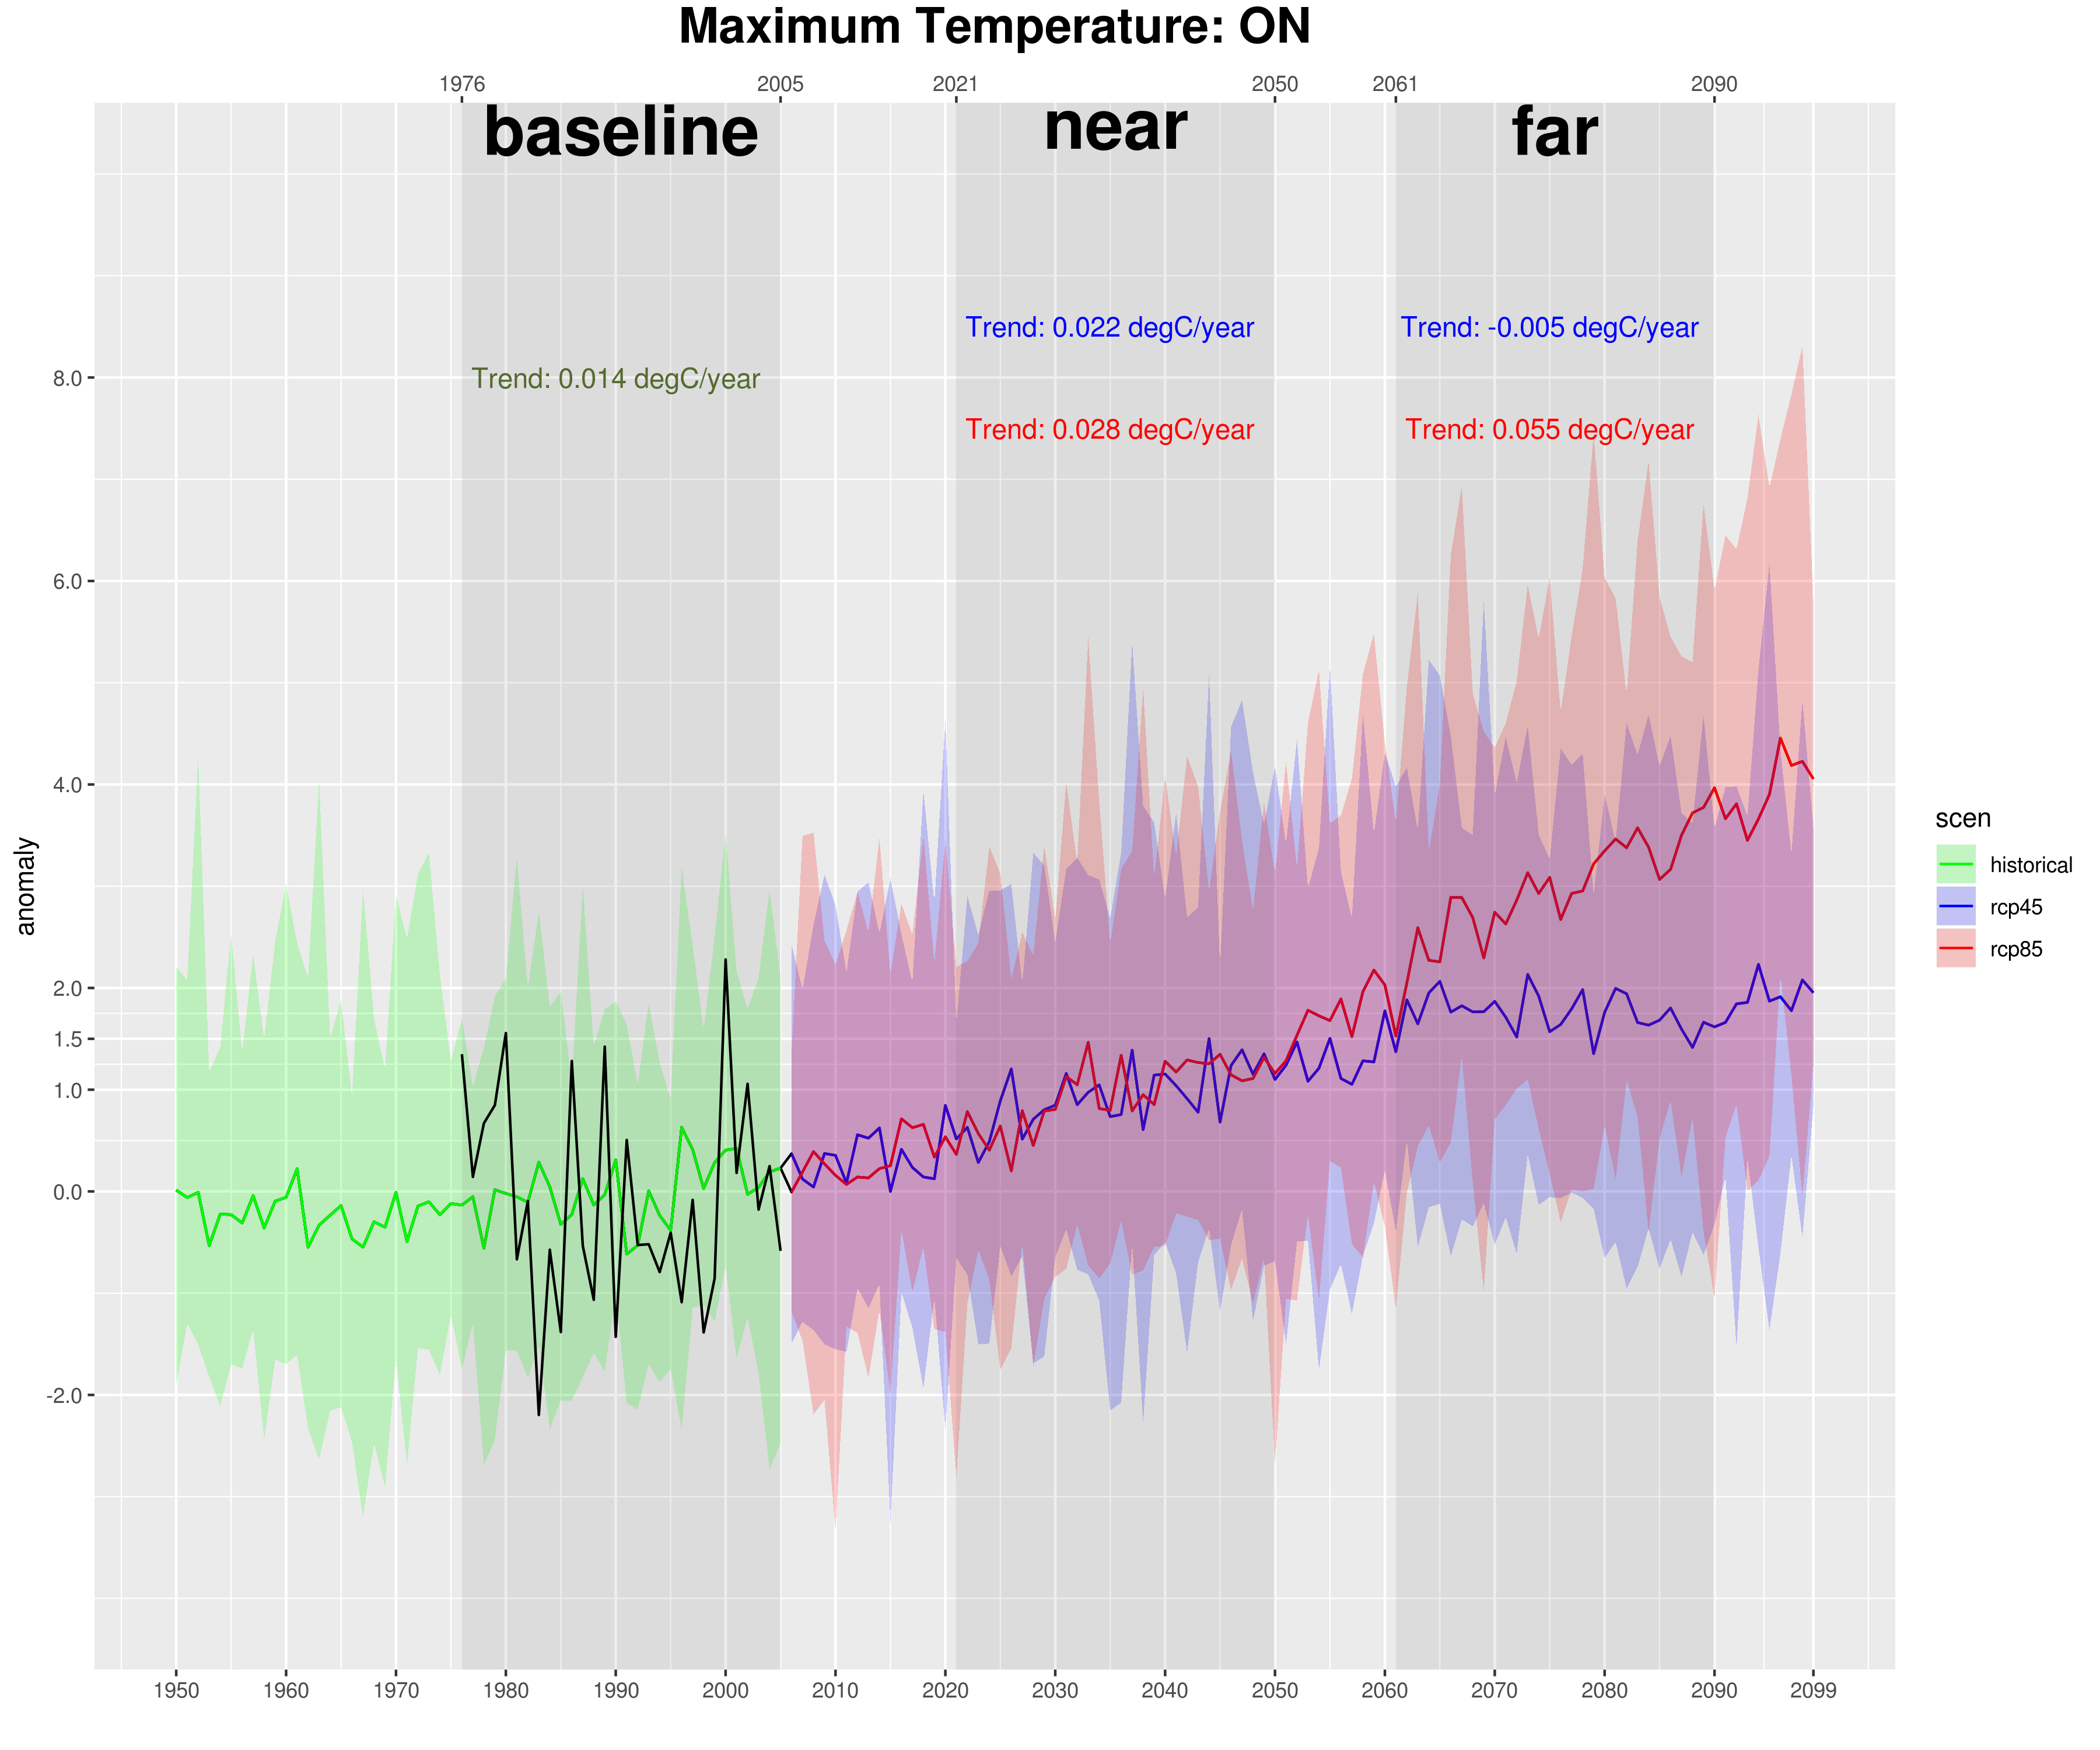 Maximum Temperature: ON
1976 2005 2021 2050 2061 2090
baseline near far
Trend: 0.022 degC/year Trend: -0.005 degC/year
Trend: 0.014 degC/year
Trend: 0.028 degC/year Trend: 0.055 degC/year
8.0
6.0
4.0
2.0
1.5
1.0
0.0
-2.0
anomaly
1950 1960 1970 1980 1990 2000 2010 2020 2030 2040 2050 2060 2070 2080 2090 2099
scen
historical
rcp45
rcp85